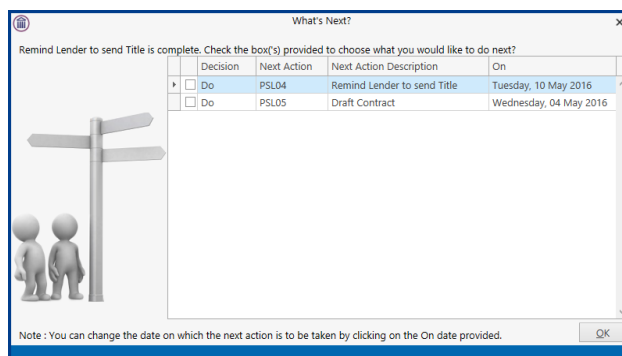 What's Next?
Remind Lender to send Title is complete. Check the box('s) provided to choose what you would like to do next?
Decision Next Action Next Action Description On
Do PSL04 Remind Lender to send Title Tuesday, 10 May 2016
Do PSL05 Draft Contract Wednesday, 04 May 2016
Note : You can change the date on which the next action is to be taken by clicking on the On date provided.
OK